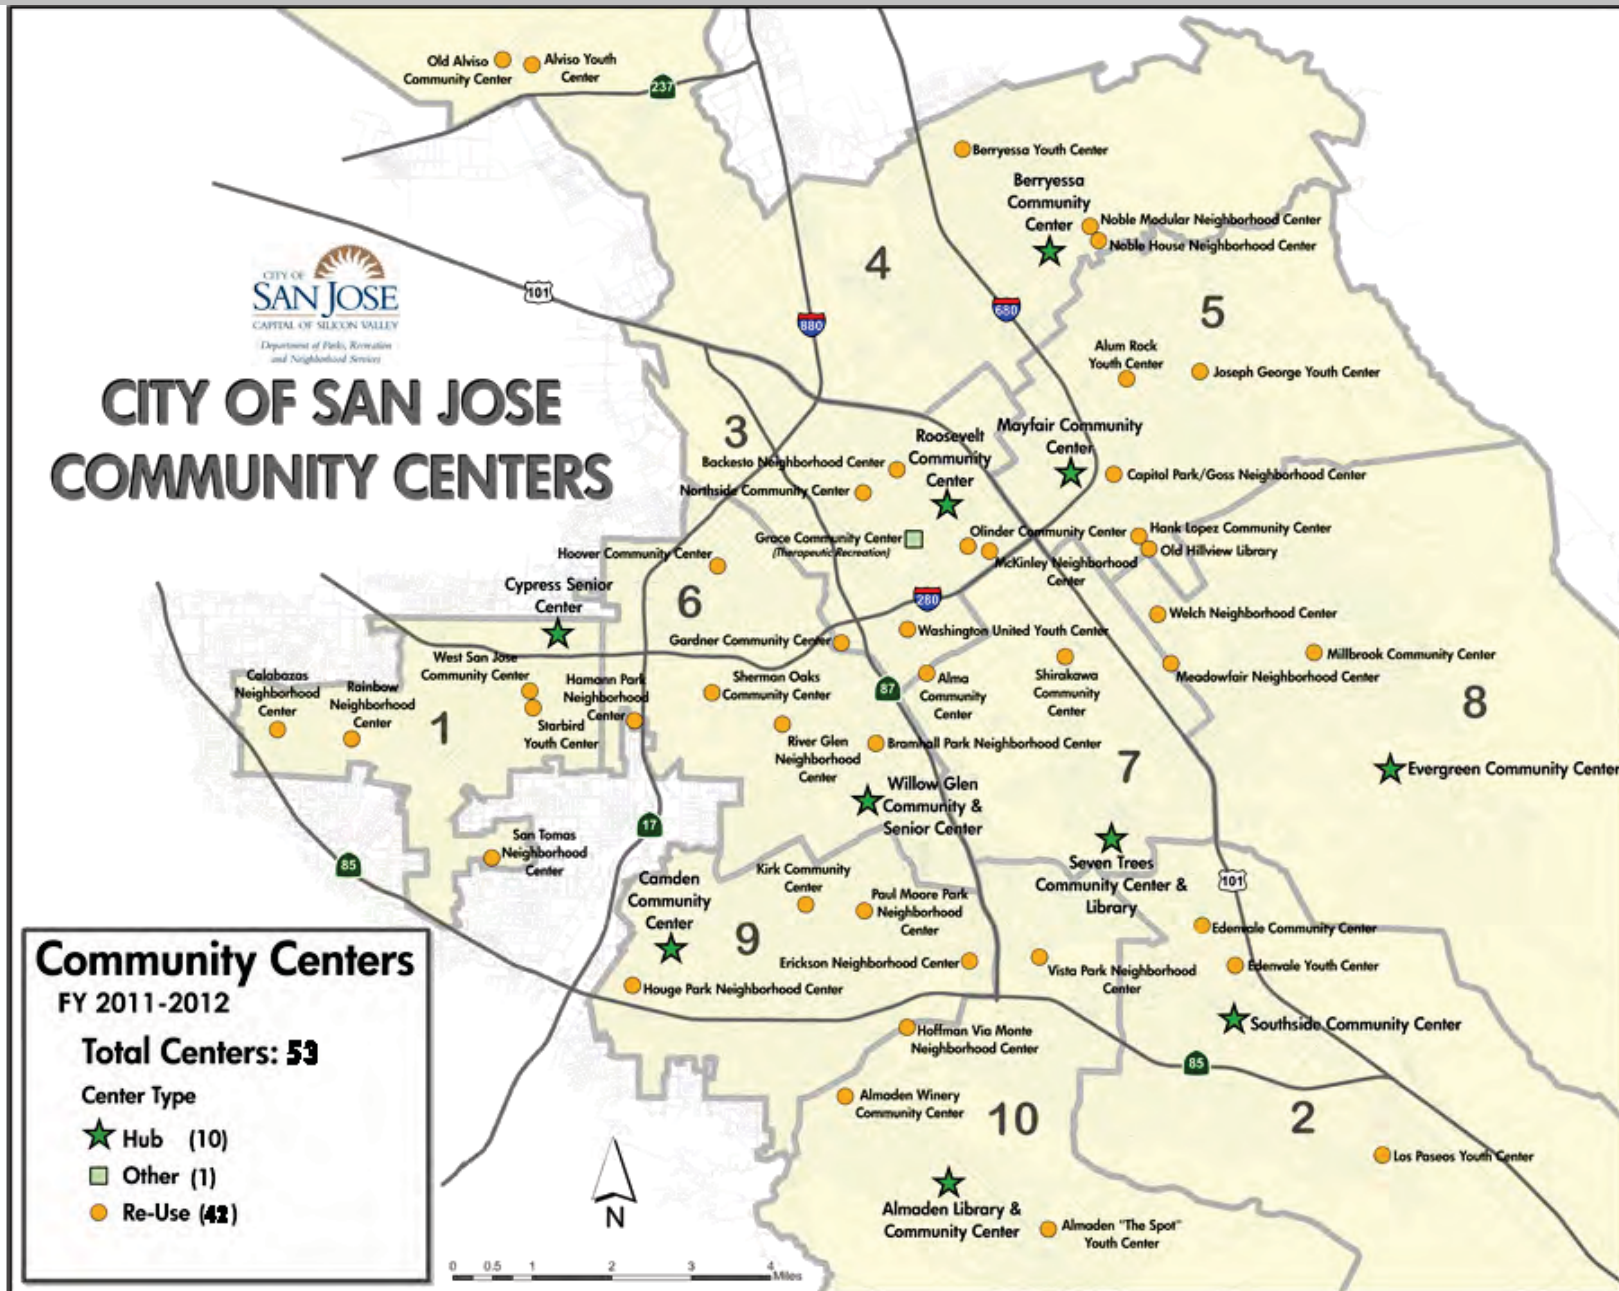 Old Alviso
Community Center
Alviso Youth
Center
237
Berryessa Youth Center
Berryessa
Community
Center
Noble Modular Neighborhood Center
Noble House Neighborhood Center
CITY OF
SAN JOSE
CAPITAL OF SILICON VALLEY
Department of Parks, Recreation
and Neighborhood Services
CITY OF SAN JOSE
COMMUNITY CENTERS
101
880
680
4
5
Alum Rock
Youth Center
Joseph George Youth Center
3
Roosevelt
Community
Center
Mayfair Community
Center
Backesto Neighborhood Center
Northside Community Center
Capitol Park/Goss Neighborhood Center
Grace Community Center
(Therapeutic Recreation)
Olinder Community Center
McKinley Neighborhood
Center
Hank Lopez Community Center
Old Hillview Library
Hoover Community Center
Cypress Senior
Center
6
280
Gardner Community Center
Washington United Youth Center
Welch Neighborhood Center
Millbrook Community Center
Meadowfair Neighborhood Center
Calabazas
Neighborhood
Center
Rainbow
Neighborhood
Center
1
West San Jose
Community Center
Starbird
Youth Center
Hamann Park
Neighborhood
Center
Sherman Oaks
Community Center
87
Alma
Community
Center
Shirakawa
Community
Center
River Glen
Neighborhood
Center
Bramhall Park Neighborhood Center
7
8
Evergreen Community Center
Willow Glen
Community &
Senior Center
17
85
San Tomas
Neighborhood
Center
Seven Trees
Community Center &
Library
101
Camden
Community
Center
Kirk Community
Center
Paul Moore Park
Neighborhood
Center
9
Erickson Neighborhood Center
Houge Park Neighborhood Center
Vista Park Neighborhood
Center
Edenvale Community Center
Edenvale Youth Center
Southside Community Center
Hoffman Via Monte
Neighborhood Center
85
Almaden Winery
Community Center
10
2
Los Paseos Youth Center
Almaden Library &
Community Center
Almaden "The Spot"
Youth Center
Community Centers
FY 2011-2012
Total Centers: 53
Center Type
Hub (10)
Other (1)
Re-Use (42)
N
0 0.5 1 2 3 4 Miles